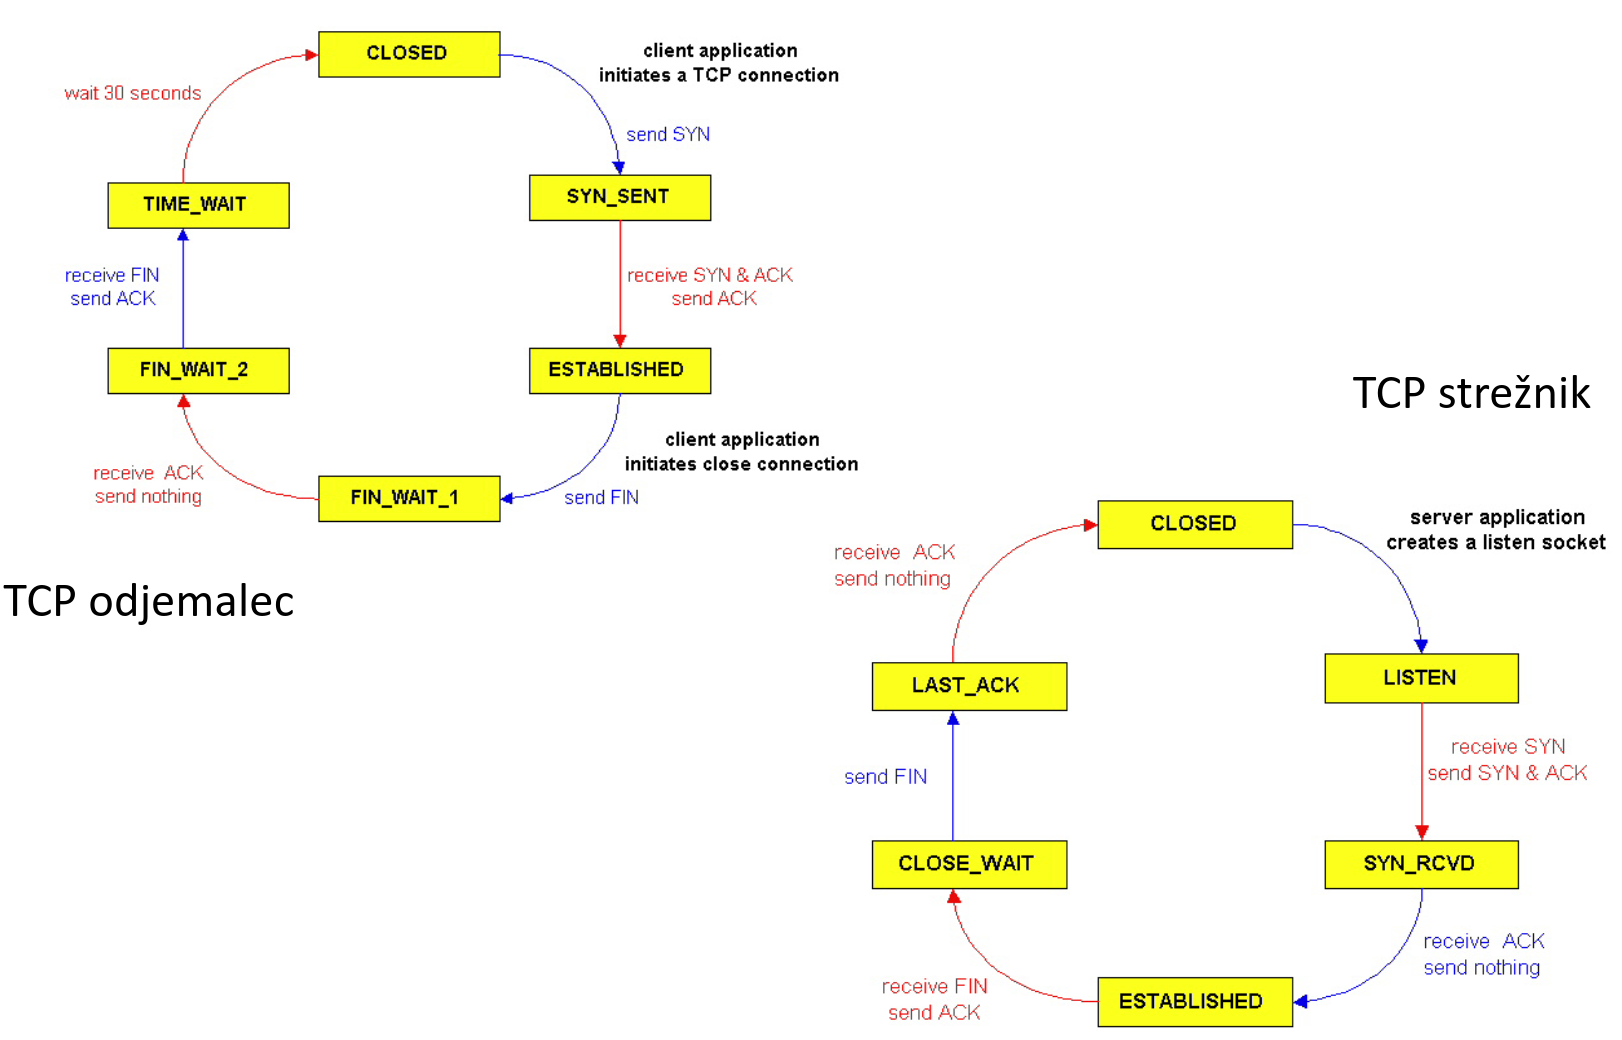 CLOSED
client application
initiates a TCP connection
wait 30 seconds
send SYN
TIME_WAIT
SYN_SENT
receive FIN
send ACK
receive SYN & ACK
send ACK
FIN_WAIT_2
ESTABLISHED
client application
initiates close connection
receive ACK
send nothing
FIN_WAIT_1
send FIN
TCP odjemalec
TCP strežnik
CLOSED
server application
creates a listen socket
receive ACK
send nothing
LAST_ACK
LISTEN
send FIN
receive SYN
send SYN & ACK
CLOSE_WAIT
SYN_RCVD
receive ACK
send nothing
receive FIN
send ACK
ESTABLISHED